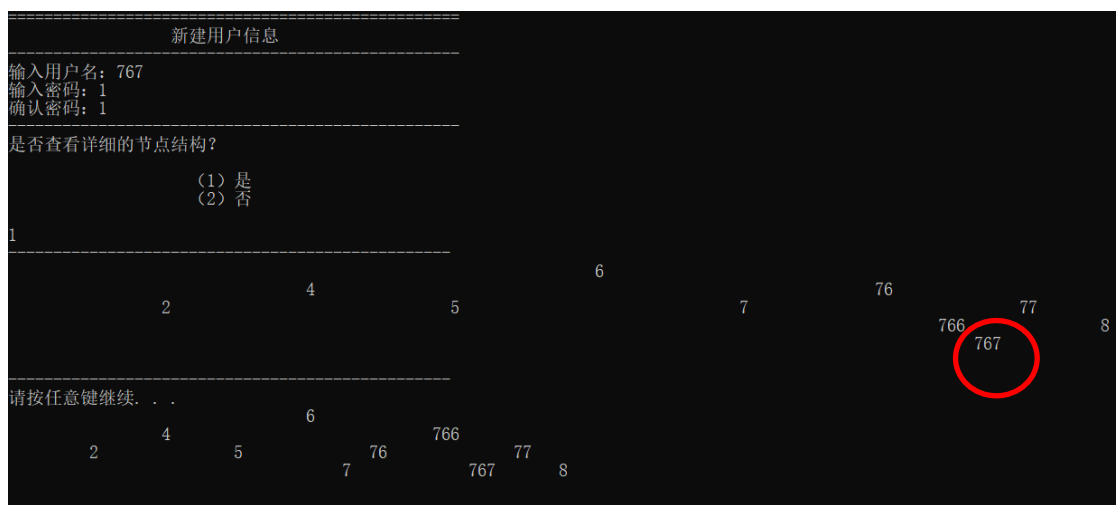 ==================================================
新建用户信息
--------------------------------------------------
输入用户名：767
输入密码：1
确认密码：1
--------------------------------------------------
是否查看详细的节点结构？
（1）是
（2）否
1
--------------------------------------------------
6
4 76
2 5 7 77
766 8
767
--------------------------------------------------
请按任意键继续. . .
6
4 766
2 5 76 77
7 767 8